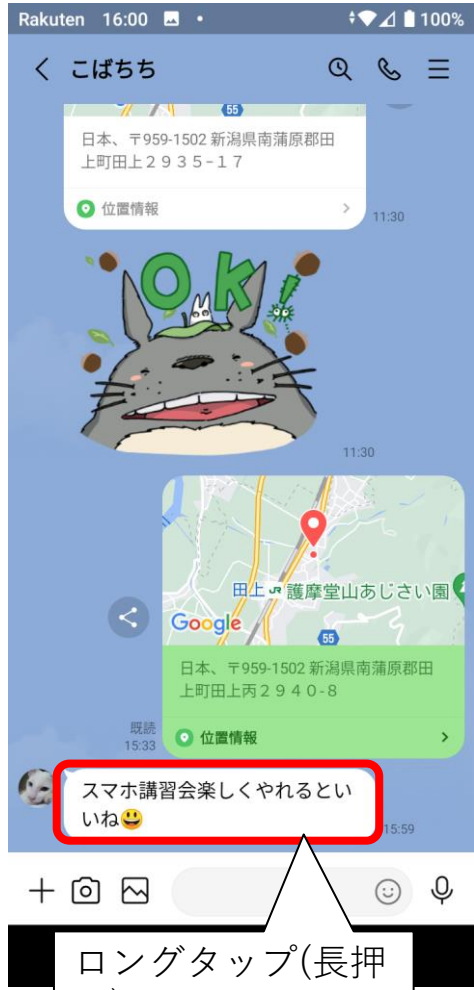 Rakuten 16:00 100%
こばちち
55
日本、〒959-1502 新潟県南蒲原郡田
上町田上２９３５−１７
位置情報
11:30
OK!
11:30
田上 JR 護摩堂山あじさい園
Google
55
日本、〒959-1502 新潟県南蒲原郡田
上町田上丙２９４０-８
既読
15:33
位置情報
スマホ講習会楽しくやれるとい
いね😃
15:59
ロングタップ(長押